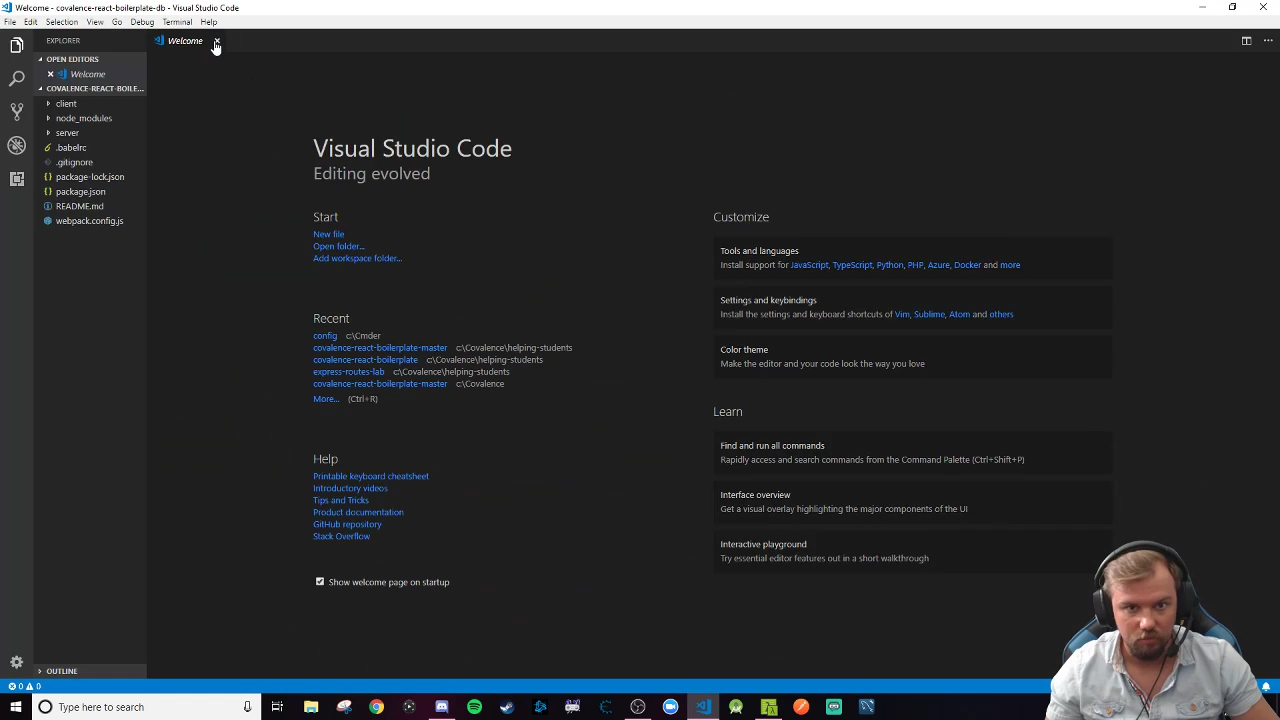 Welcome - covalence-react-boilerplate-db - Visual Studio Code
File Edit Selection View Go Debug Terminal Help
EXPLORER
Welcome
OPEN EDITORS
Welcome
COVALENCE-REACT-BOILE...
client
node_modules
server
.babelrc
.gitignore
package-lock.json
package.json
README.md
webpack.config.js
OUTLINE
Visual Studio Code
Editing evolved
Start
New file
Open folder...
Add workspace folder...
Recent
config c:\Cmder
covalence-react-boilerplate-master c:\Covalence\helping-students
covalence-react-boilerplate c:\Covalence\helping-students
express-routes-lab c:\Covalence\helping-students
covalence-react-boilerplate-master c:\Covalence
More... (Ctrl+R)
Help
Printable keyboard cheatsheet
Introductory videos
Tips and Tricks
Product documentation
GitHub repository
Stack Overflow
Show welcome page on startup
Customize
Tools and languages
Install support for JavaScript, TypeScript, Python, PHP, Azure, Docker and more
Settings and keybindings
Install the settings and keyboard shortcuts of Vim, Sublime, Atom and others
Color theme
Make the editor and your code look the way you love
Learn
Find and run all commands
Rapidly access and search commands from the Command Palette (Ctrl+Shift+P)
Interface overview
Get a visual overlay highlighting the major components of the UI
Interactive playground
Try essential editor features out in a short walkthrough
0 0
Type here to search